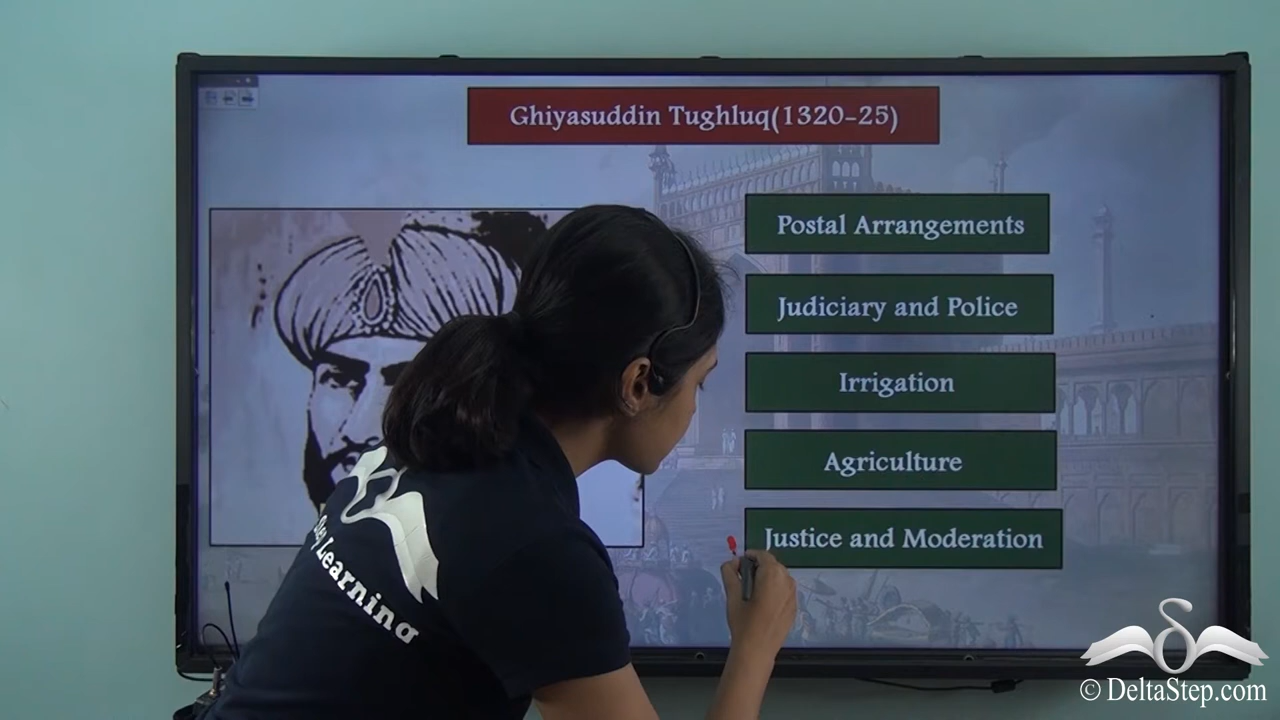 Ghiyasuddin Tughluq(1320-25)
Postal Arrangements
Judiciary and Police
Irrigation
Agriculture
Justice and Moderation
Learning
© DeltaStep.com